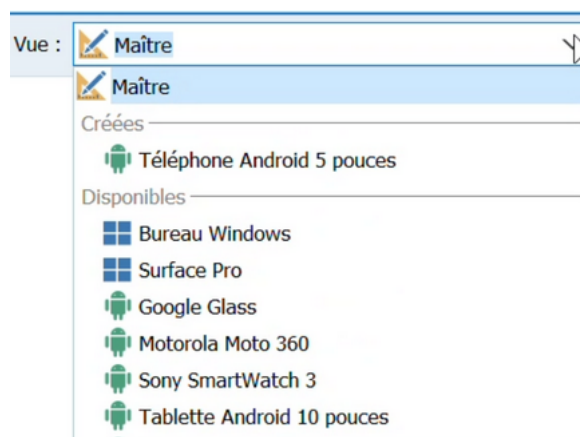 Vue : Maître
Maître
Créées
Téléphone Android 5 pouces
Disponibles
Bureau Windows
Surface Pro
Google Glass
Motorola Moto 360
Sony SmartWatch 3
Tablette Android 10 pouces